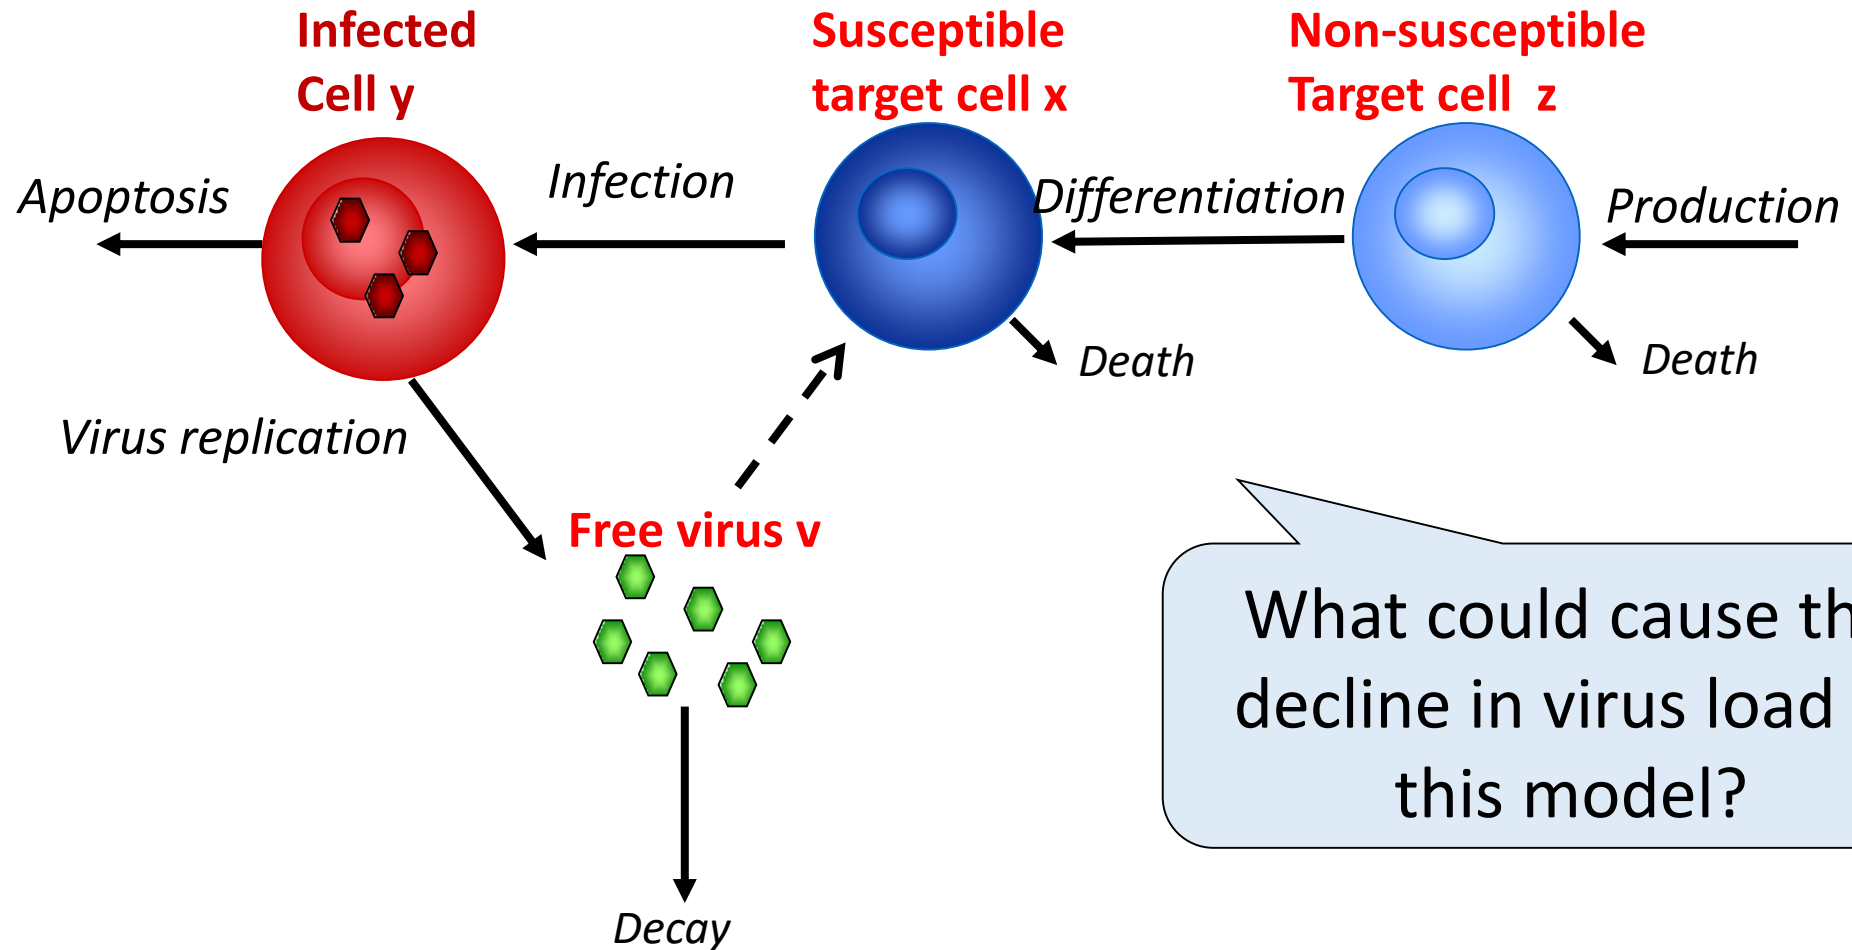 Infected
Cell y
Susceptible
target cell x
Non-susceptible
Target cell z
Apoptosis
Infection
Differentiation
Production
Death
Death
Virus replication
Free virus v
Decay
What could cause th
decline in virus load
this model?